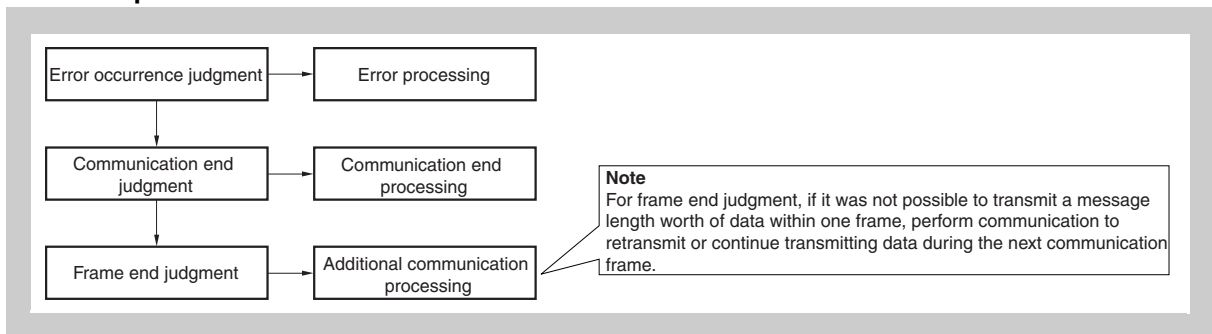 Error occurrence judgment
Error processing
Communication end
judgment
Communication end
processing
Frame end judgment
Additional communication
processing
Note
For frame end judgment, if it was not possible to transmit a message
length worth of data within one frame, perform communication to
retransmit or continue transmitting data during the next communication
frame.